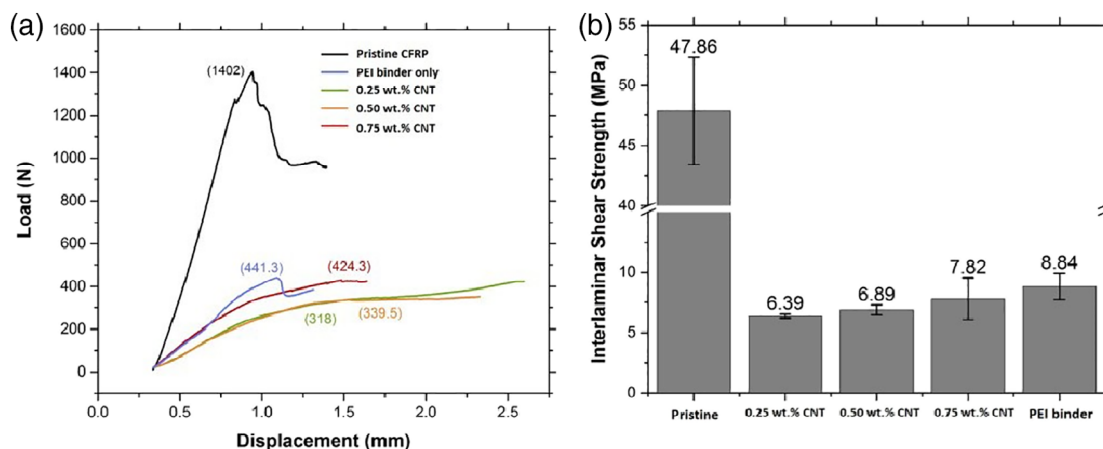 (a)
1600
1400
1200
1000
800
600
400
200
0
Load (N)
0.0
0.5
1.0
1.5
2.0
2.5
Displacement (mm)
Pristine CFRP
PEI binder only
0.25 wt.% CNT
0.50 wt.% CNT
0.75 wt.% CNT
(1402)
(441.3)
(424.3)
(318)
(339.5)
(b)
55
50
45
40
10
5
0
Interlaminar Shear Strength (MPa)
47.86
6.39
6.89
7.82
8.84
Pristine
0.25 wt.% CNT
0.50 wt.% CNT
0.75 wt.% CNT
PEI binder